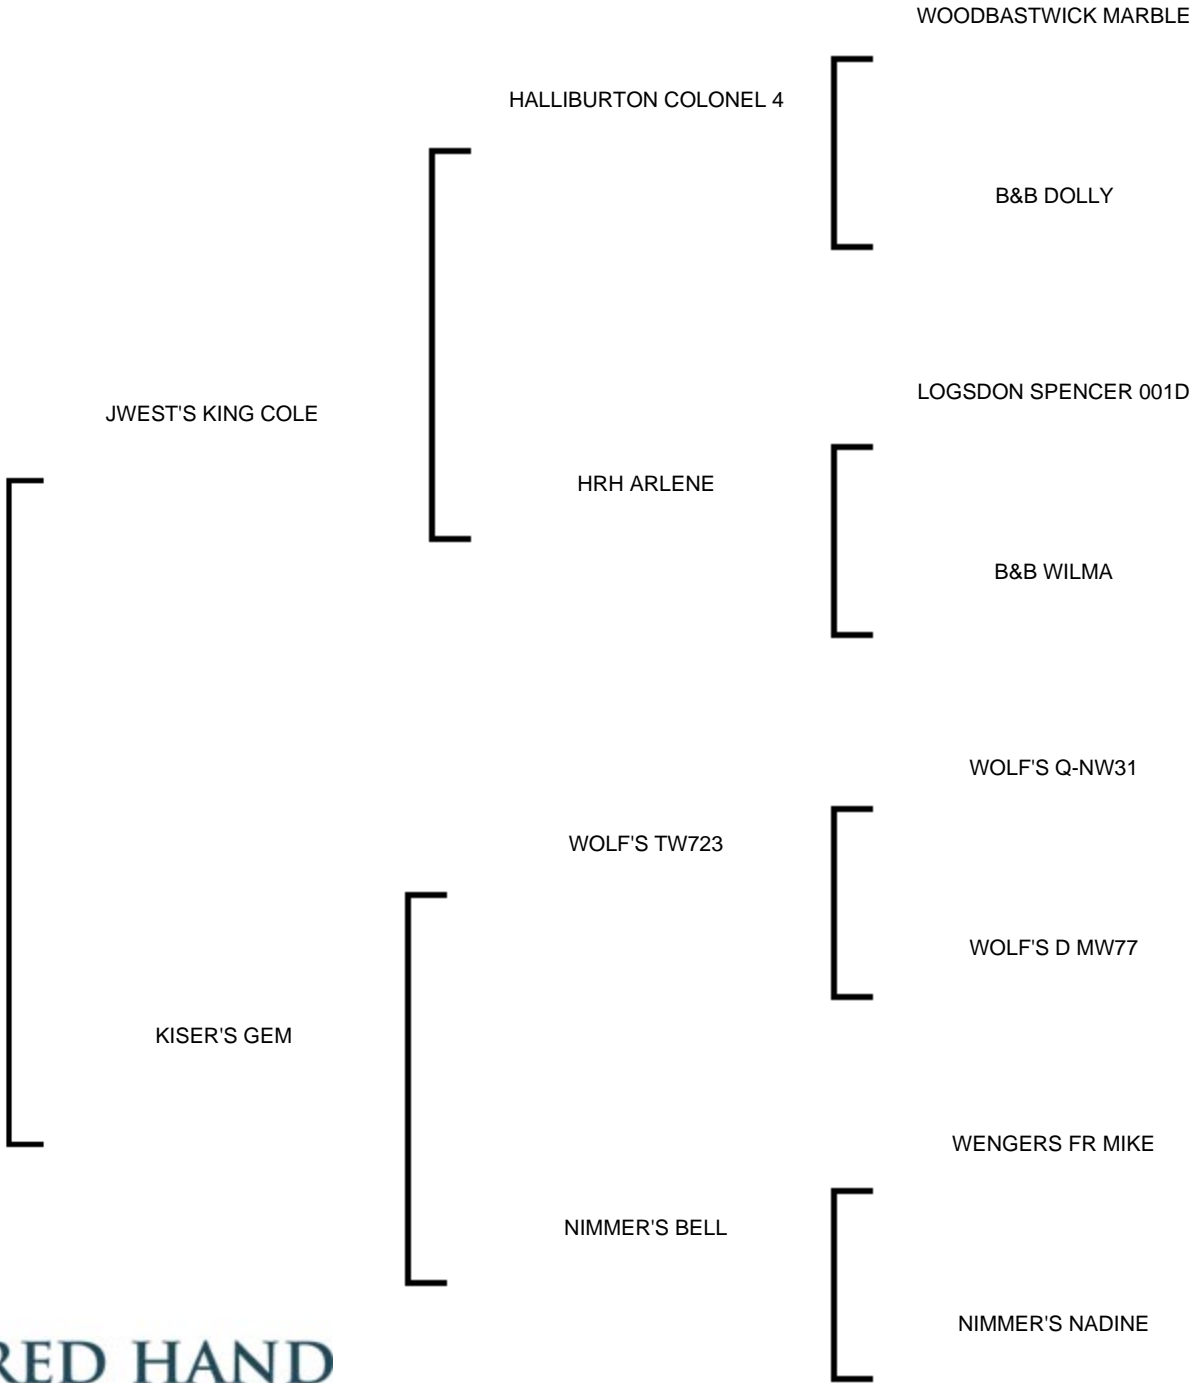 WOODBASTWICK MARBLE
HALLIBURTON COLONEL 4
B&B DOLLY
LOGSDON SPENCER 001D
JWEST'S KING COLE
HRH ARLENE
B&B WILMA
WOLF'S Q-NW31
WOLF'S TW723
WOLF'S D MW77
KISER'S GEM
WENGERS FR MIKE
NIMMER'S BELL
NIMMER'S NADINE
RED HAND